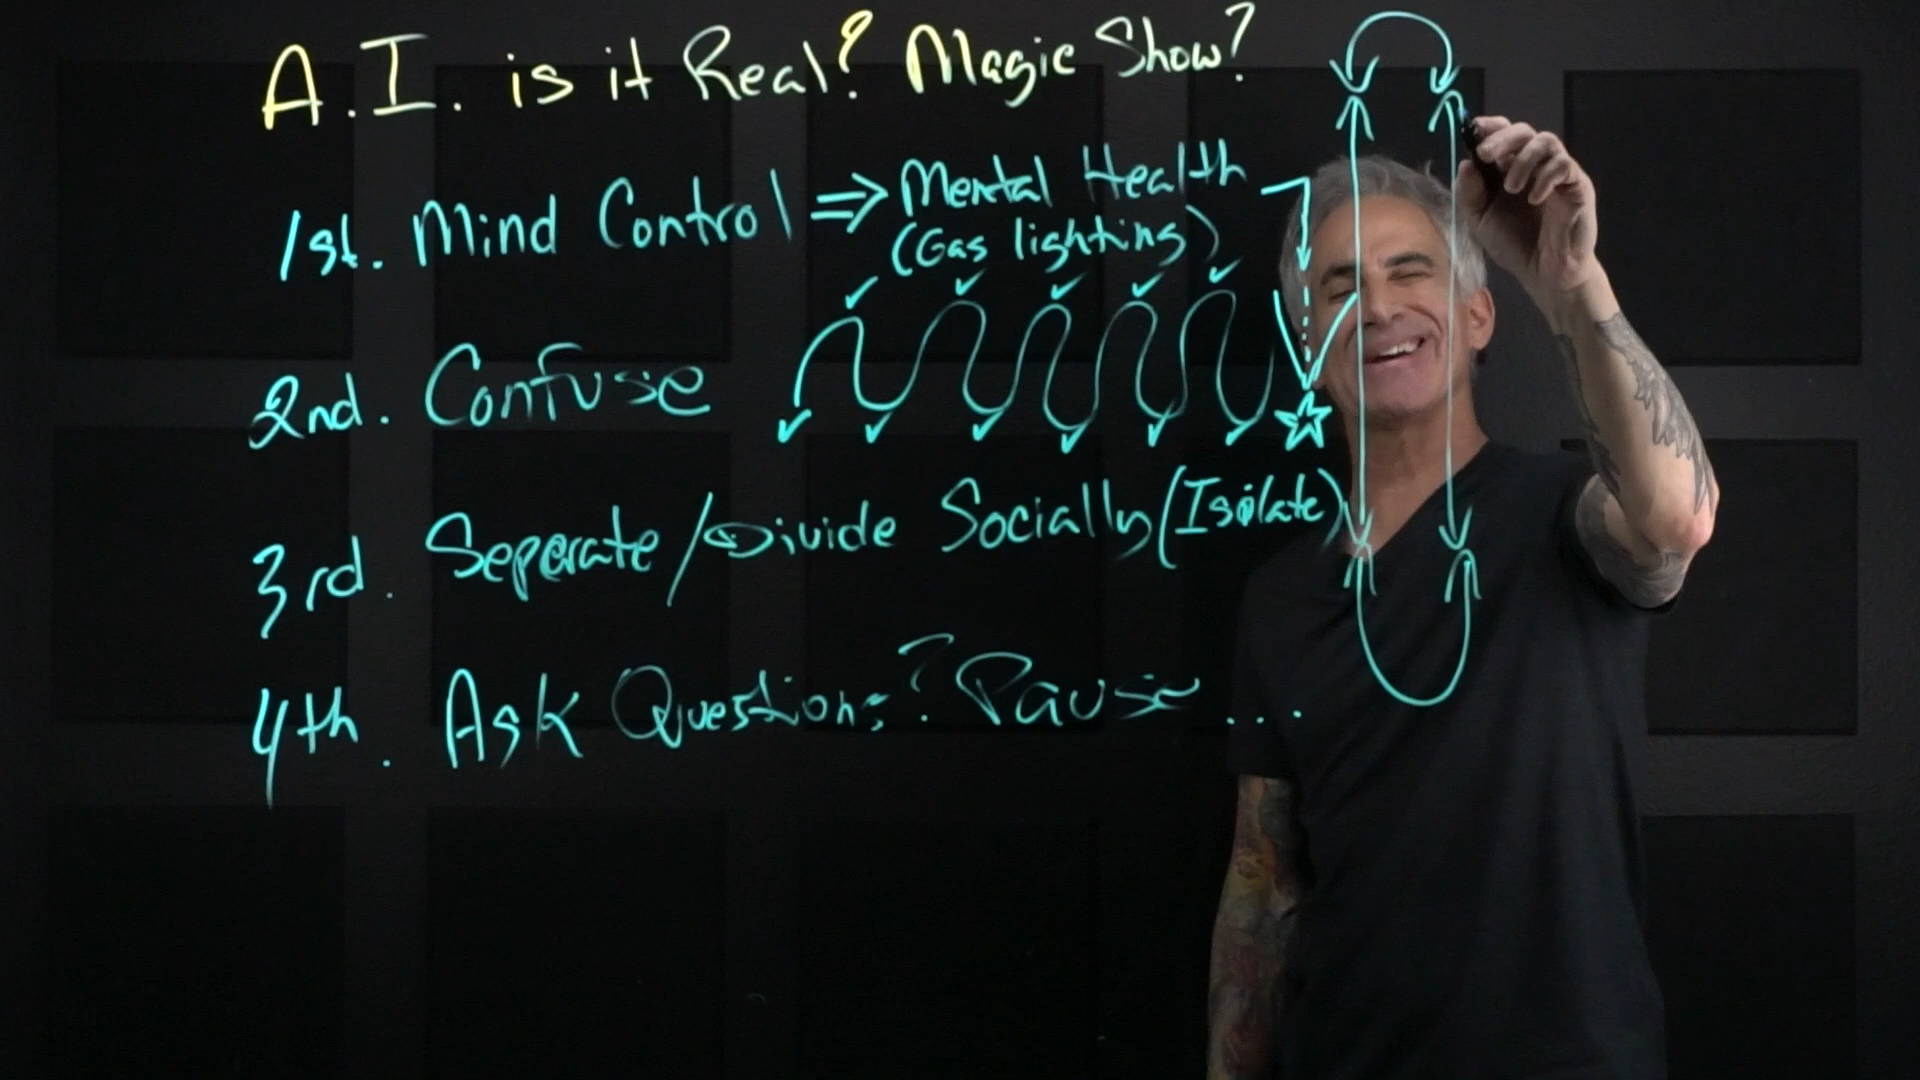 A.I. is it Real? Magic Show?
1st. Mind Control ⇒ Mental Health
(Gas lighting)
2nd. Confuse
3rd. Seperate/Divide Socially (Isolate)
4th. Ask Questions? Pause ...